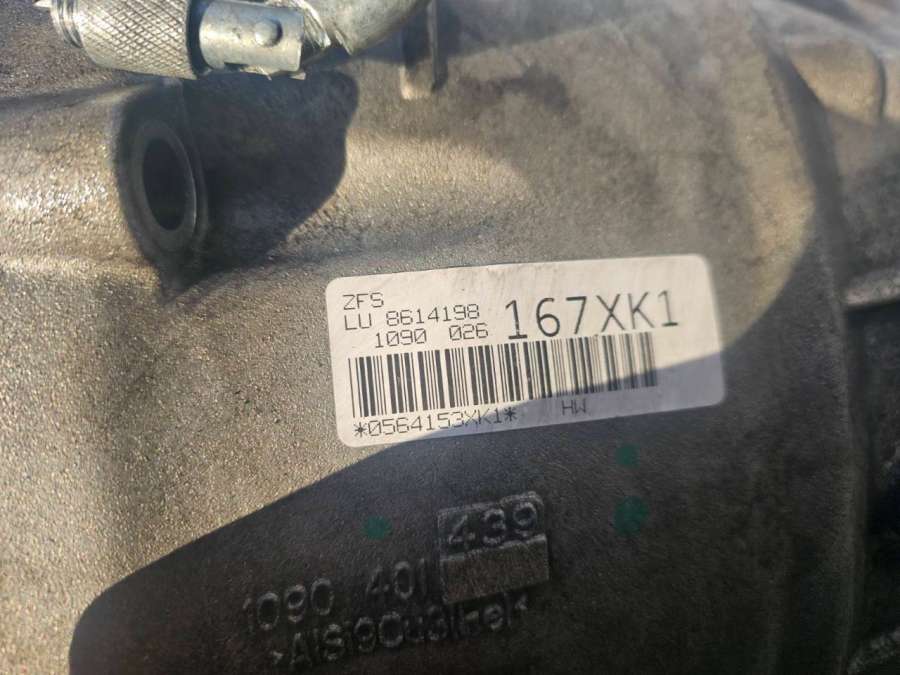 ZFS
LU 8614198
1090 026
167XK1
*0564153XK1* HW
439
1090 401